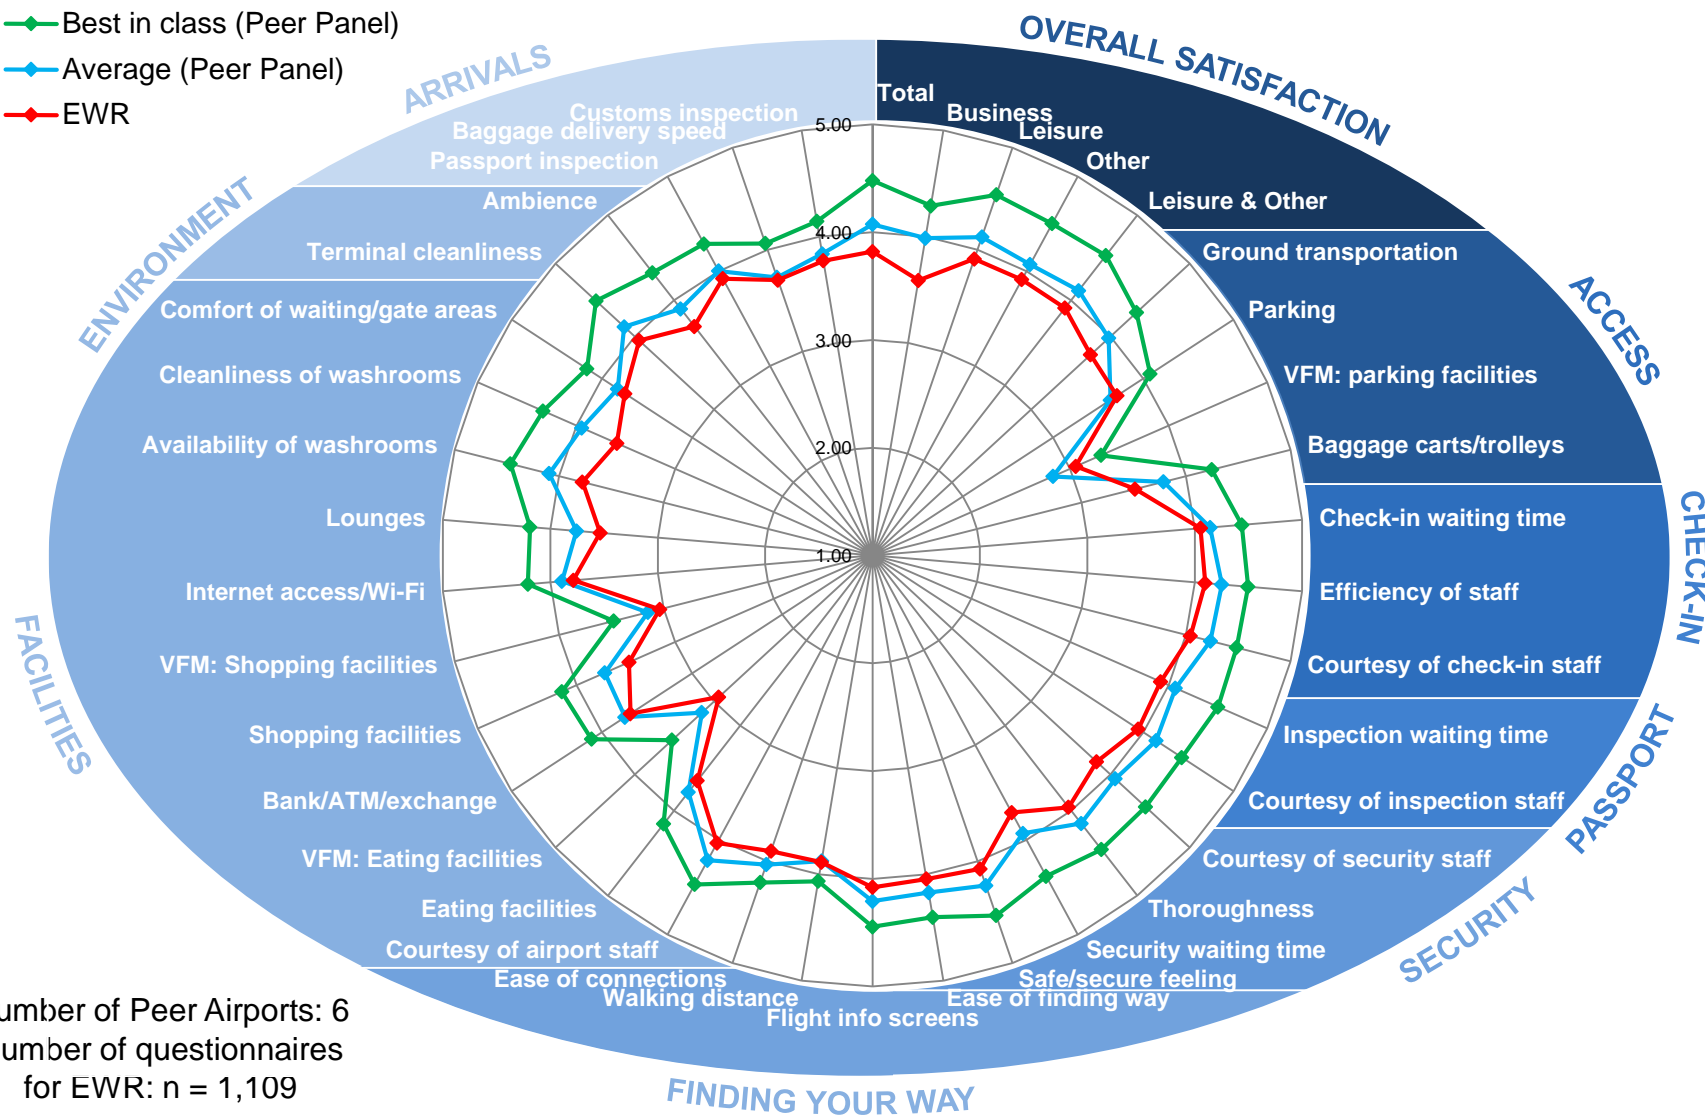 Best in class (Peer Panel)
Average (Peer Panel)
EWR
ARRIVALS
OVERALL SATISFACTION
ACCESS
CHECK-IN
PASSPORT
SECURITY
FINDING YOUR WAY
FACILITIES
ENVIRONMENT
Total
Business
Leisure
Other
Leisure & Other
Ground transportation
Parking
VFM: parking facilities
Baggage carts/trolleys
Check-in waiting time
Efficiency of staff
Courtesy of check-in staff
Inspection waiting time
Courtesy of inspection staff
Courtesy of security staff
Thoroughness
Security waiting time
Safe/secure feeling
Ease of finding way
Flight info screens
Walking distance
Ease of connections
Courtesy of airport staff
Eating facilities
VFM: Eating facilities
Bank/ATM/exchange
Shopping facilities
VFM: Shopping facilities
Internet access/Wi-Fi
Lounges
Availability of washrooms
Cleanliness of washrooms
Comfort of waiting/gate areas
Terminal cleanliness
Ambience
Passport inspection
Baggage delivery speed
Customs inspection
5.00
4.00
3.00
2.00
1.00
umber of Peer Airports: 6
umber of questionnaires
for EWR: n = 1,109